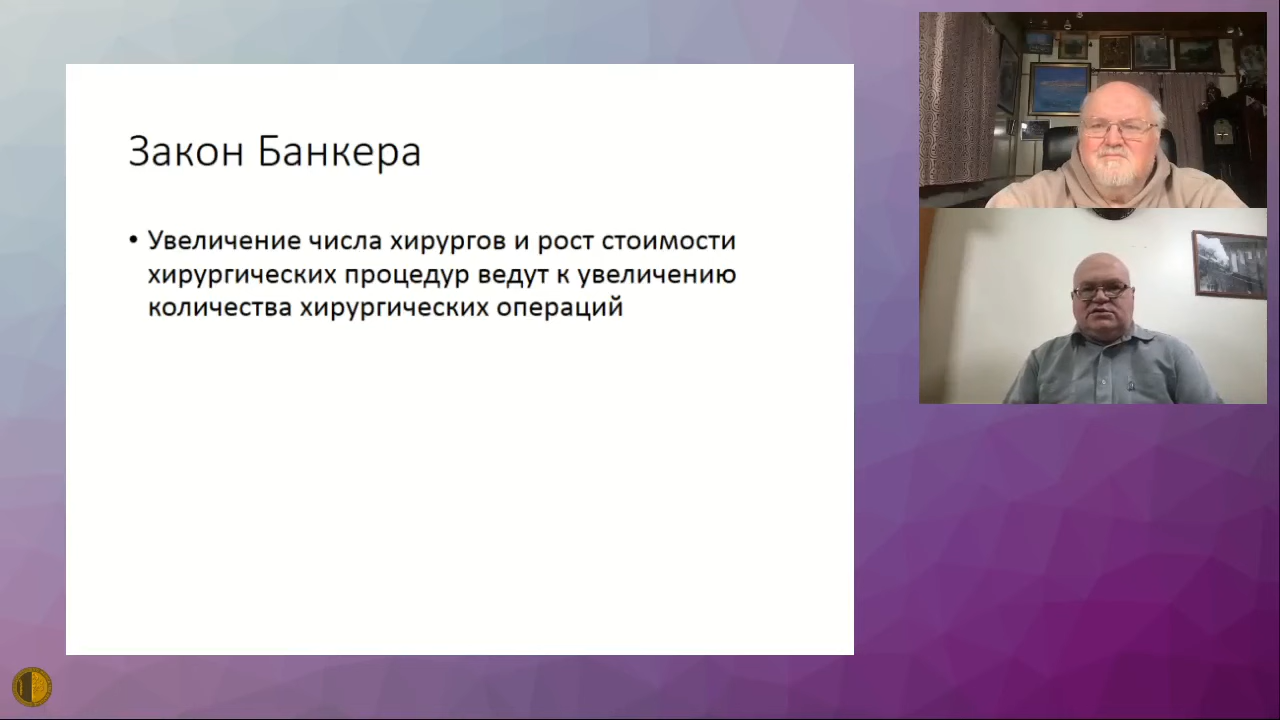 Закон Банкера
• Увеличение числа хирургов и рост стоимости
хирургических процедур ведут к увеличению
количества хирургических операций